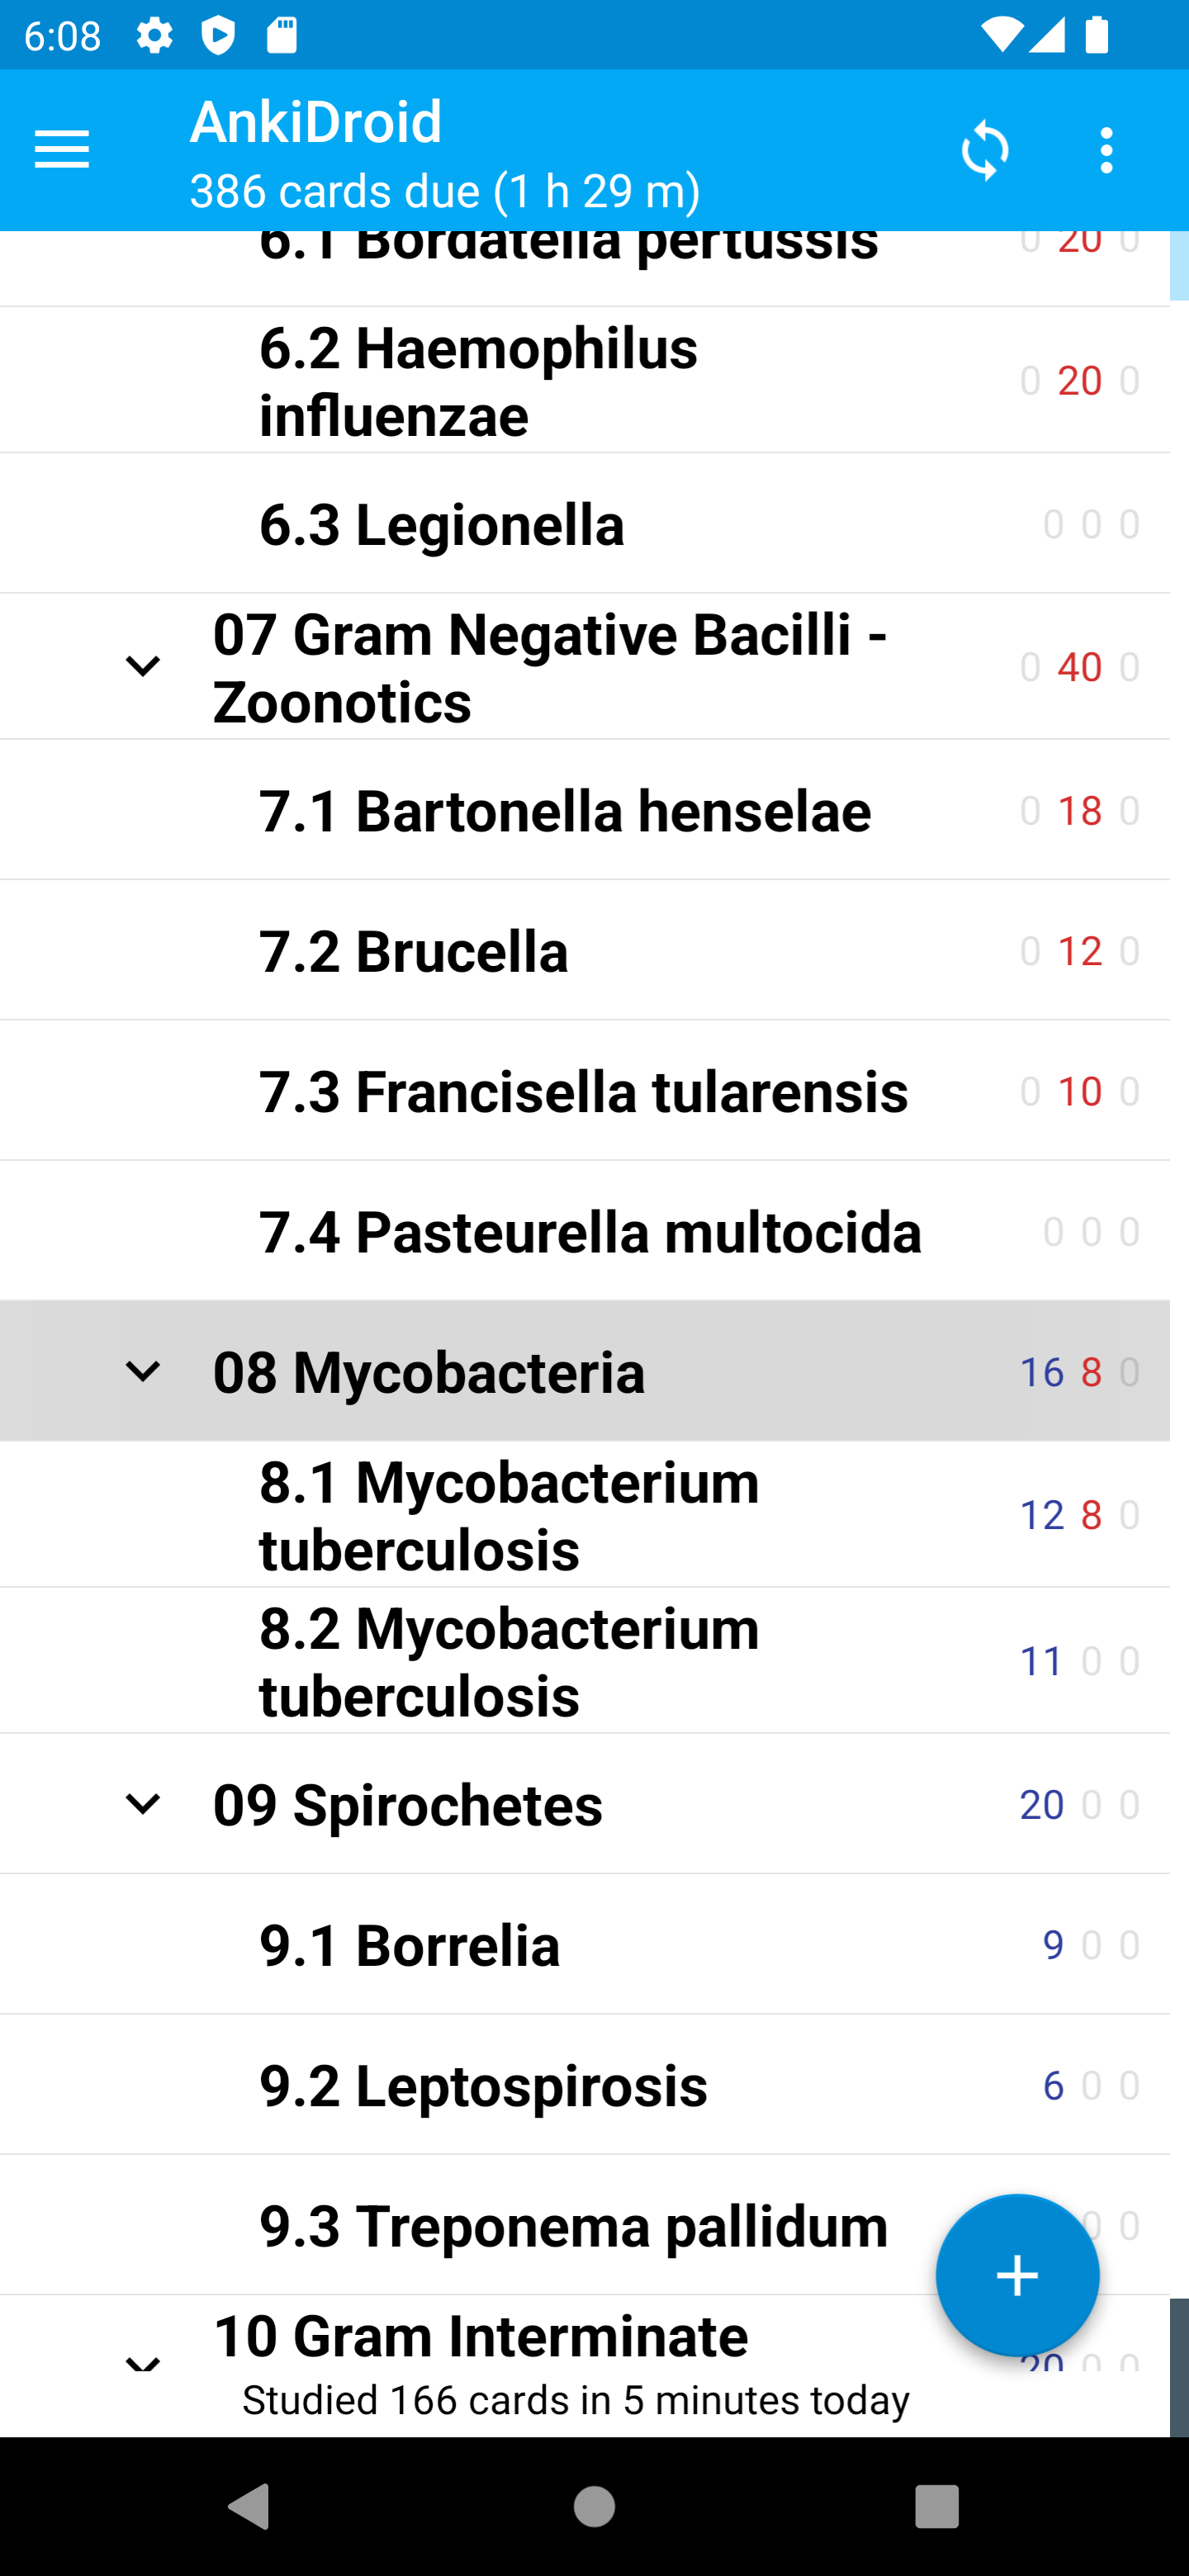 6:08
AnkiDroid
386 cards due (1 h 29 m)
6.1 Bordatella pertussis 0 20 0
6.2 Haemophilus
influenzae 0 20 0
6.3 Legionella 0 0 0
07 Gram Negative Bacilli -
Zoonotics 0 40 0
7.1 Bartonella henselae 0 18 0
7.2 Brucella 0 12 0
7.3 Francisella tularensis 0 10 0
7.4 Pasteurella multocida 0 0 0
08 Mycobacteria 16 8 0
8.1 Mycobacterium
tuberculosis 12 8 0
8.2 Mycobacterium
tuberculosis 11 0 0
09 Spirochetes 20 0 0
9.1 Borrelia 9 0 0
9.2 Leptospirosis 6 0 0
9.3 Treponema pallidum 0 0
10 Gram Interminate 20 0 0
Studied 166 cards in 5 minutes today